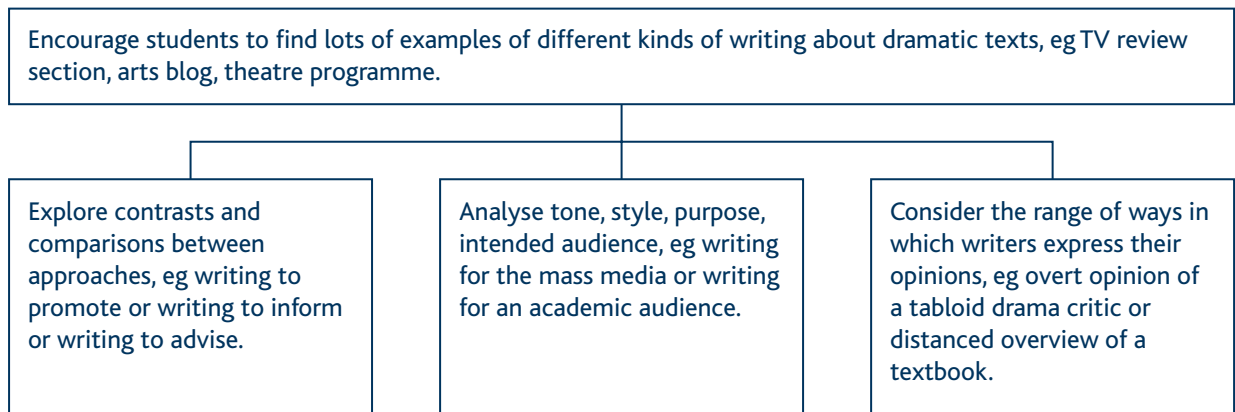 Encourage students to find lots of examples of different kinds of writing about dramatic texts, eg TV review
section, arts blog, theatre programme.
Explore contrasts and
comparisons between
approaches, eg writing to
promote or writing to inform
or writing to advise.
Analyse tone, style, purpose,
intended audience, eg writing
for the mass media or writing
for an academic audience.
Consider the range of ways in
which writers express their
opinions, eg overt opinion of
a tabloid drama critic or
distanced overview of a
textbook.